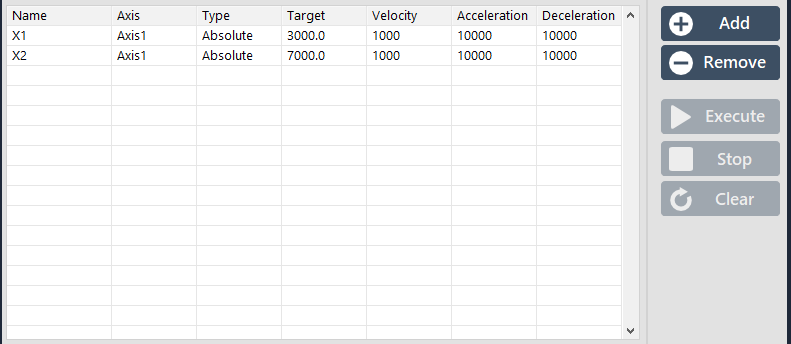 Name Axis Type Target Velocity Acceleration Deceleration
X1 Axis1 Absolute 3000.0 1000 10000 10000
X2 Axis1 Absolute 7000.0 1000 10000 10000
Add
Remove
Execute
Stop
Clear